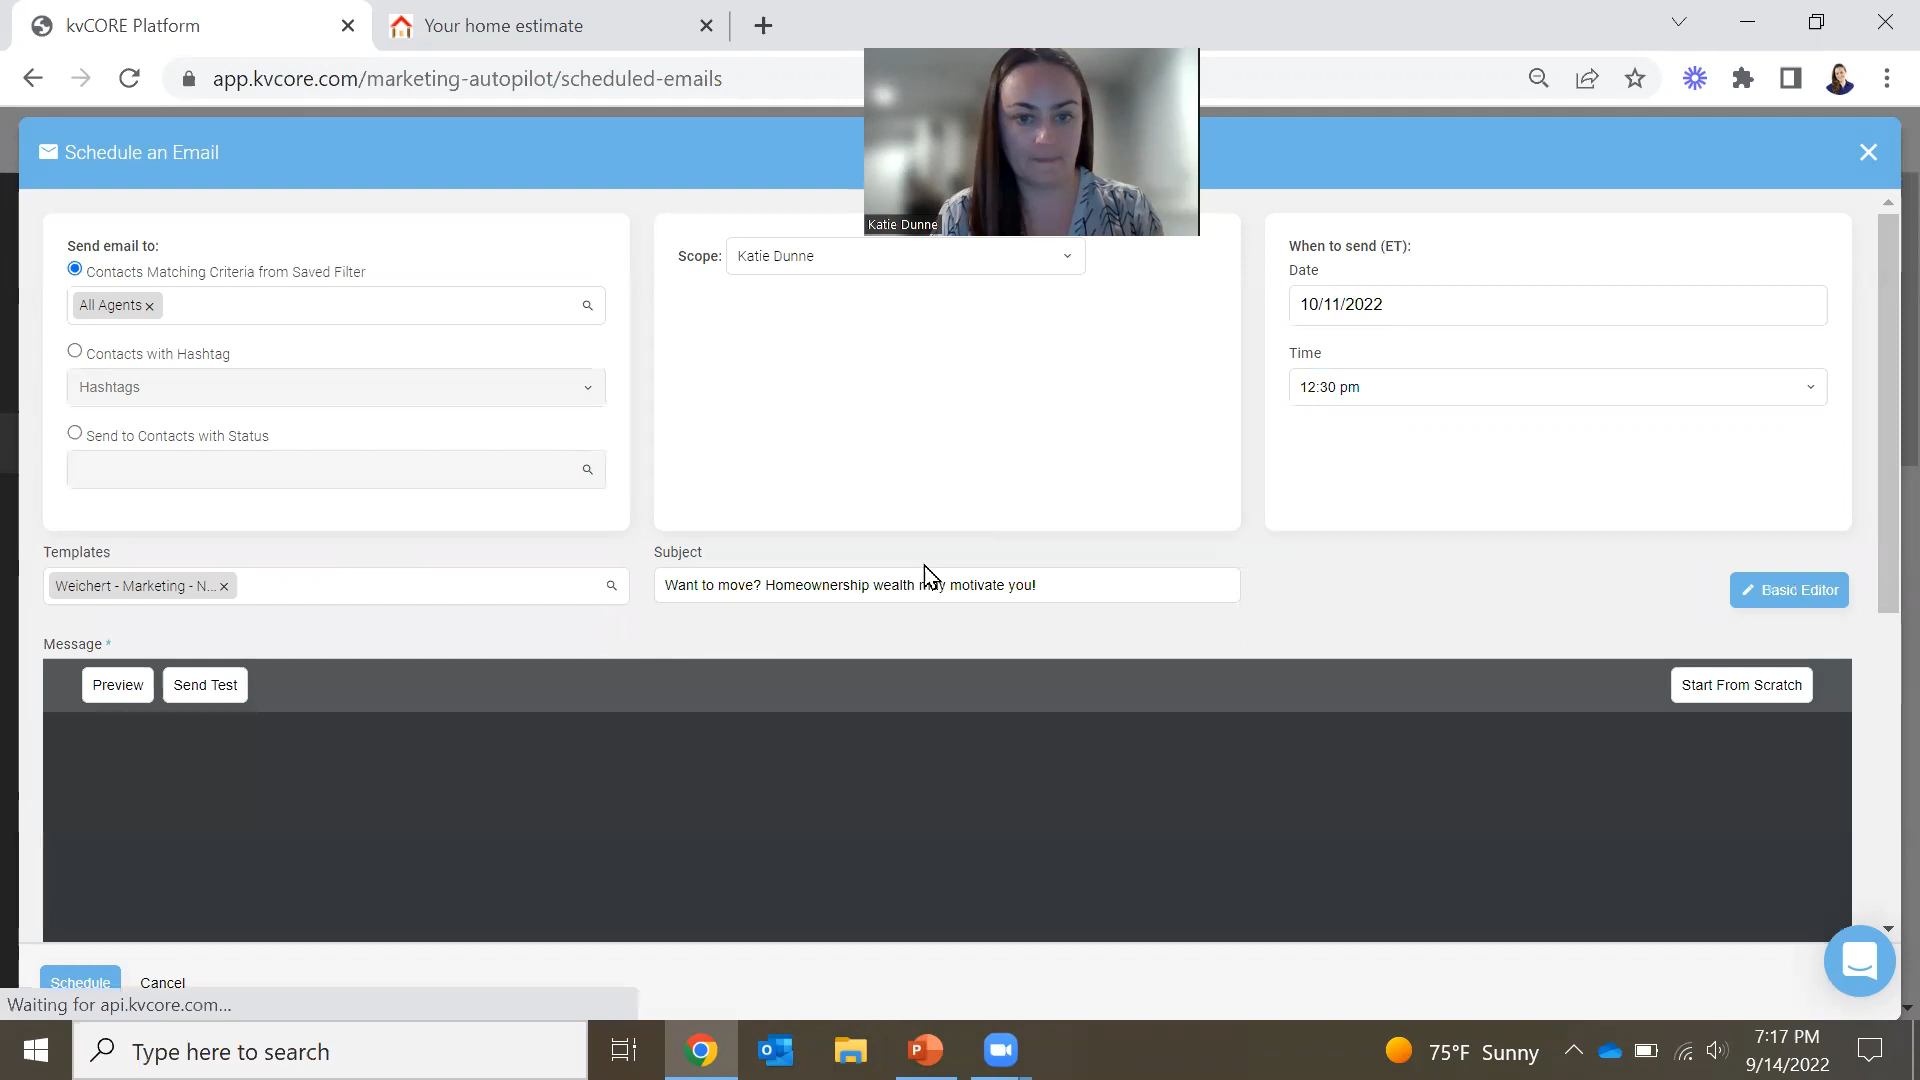 kvCORE Platform
Your home estimate
app.kvcore.com/marketing-autopilot/scheduled-emails
Katie Dunne
Schedule an Email
Send email to:
Contacts Matching Criteria from Saved Filter
All Agents
Contacts with Hashtag
Hashtags
Send to Contacts with Status
Scope: Katie Dunne
When to send (ET):
Date
10/11/2022
Time
12:30 pm
Templates
Weichert - Marketing - N...
Subject
Want to move? Homeownership wealth may motivate you!
Basic Editor
Message *
Preview
Send Test
Start From Scratch
Schedule
Cancel
Waiting for api.kvcore.com...
Type here to search
75°F Sunny
7:17 PM
9/14/2022